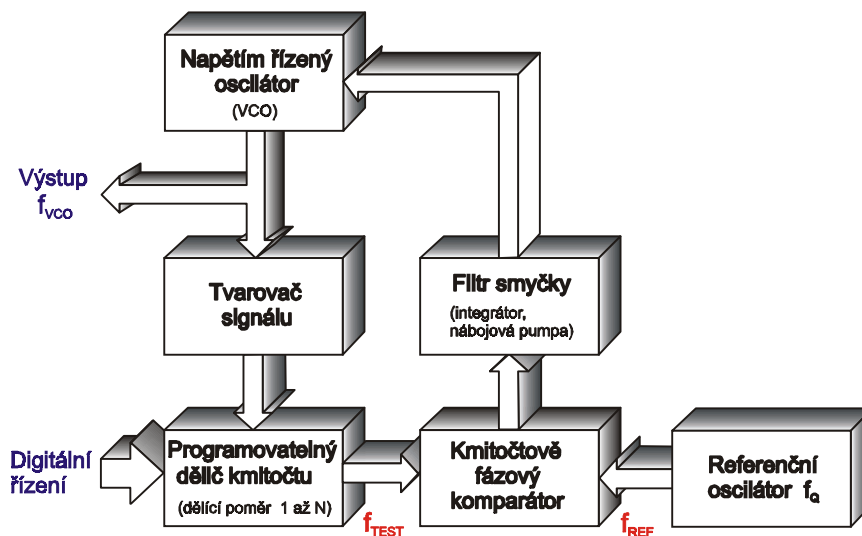 Napětím řízený
oscilátor
(VCO)
Výstup
fVCO
Tvarovač
signálu
Filtr smyčky
(integrátor,
nábojová pumpa)
Digitální
řízení
Programovatelný
dělič kmitočtu
(dělící poměr 1 až N)
fTEST
Kmitočtově
fázový
komparátor
fREF
Referenční
oscilátor fQ